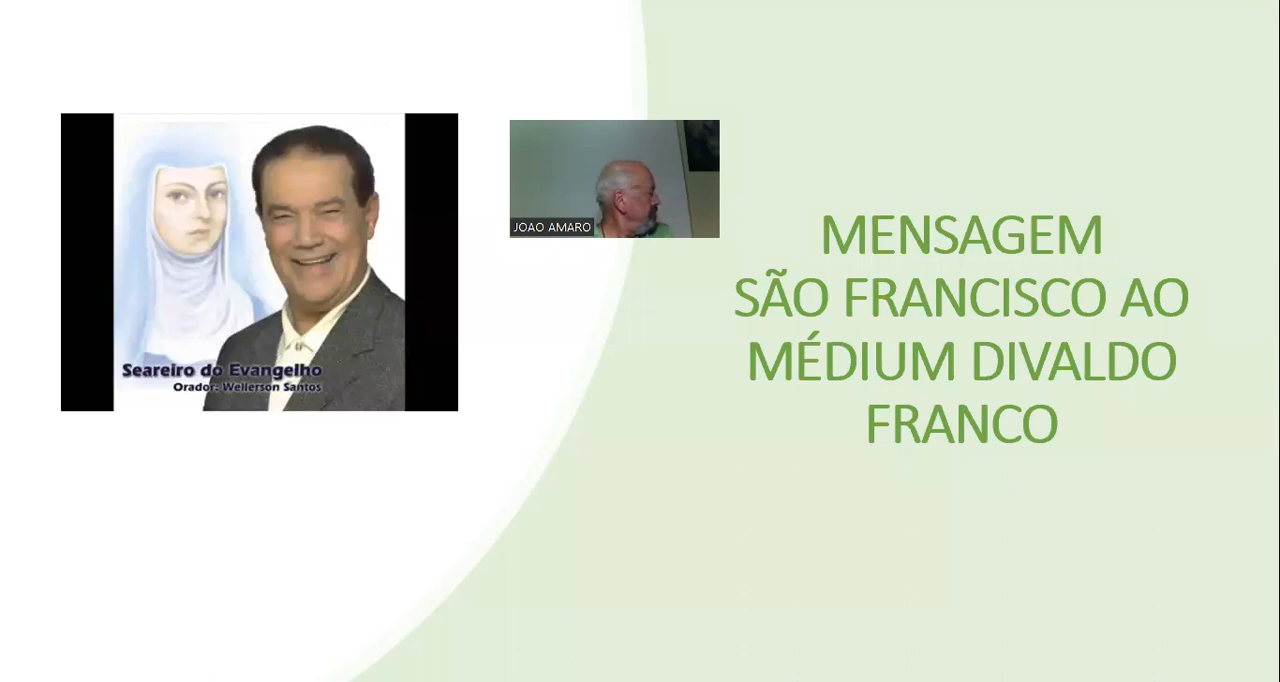 Seareiro do Evangelho
Orador: Wellerson Santos
JOAO AMARO
MENSAGEM
SÃO FRANCISCO AO
MÉDIUM DIVALDO
FRANCO